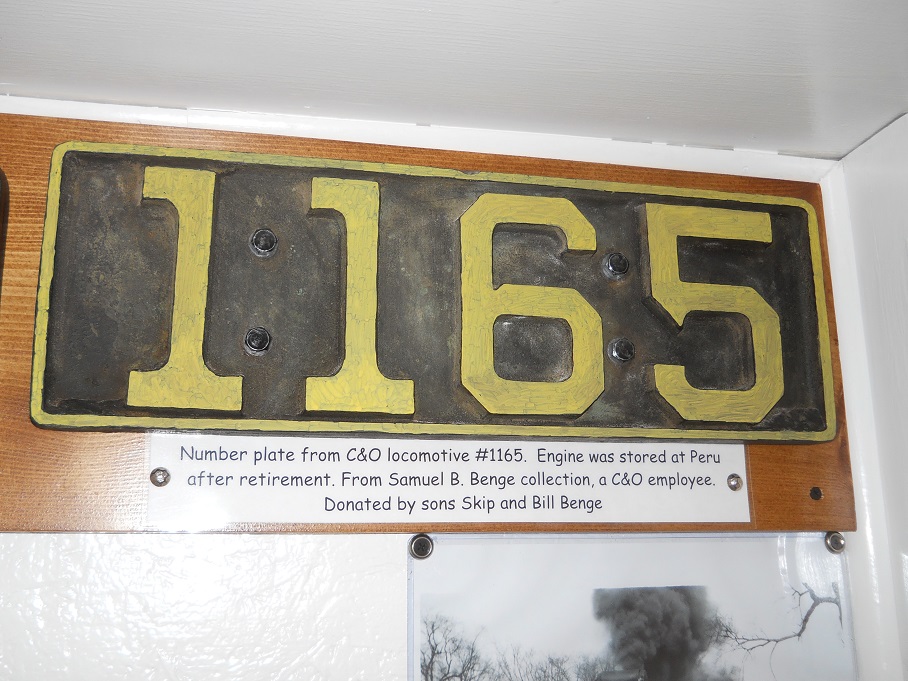 1165
Number plate from C&O locomotive #1165. Engine was stored at Peru
after retirement. From Samuel B. Benge collection, a C&O employee.
Donated by sons Skip and Bill Benge